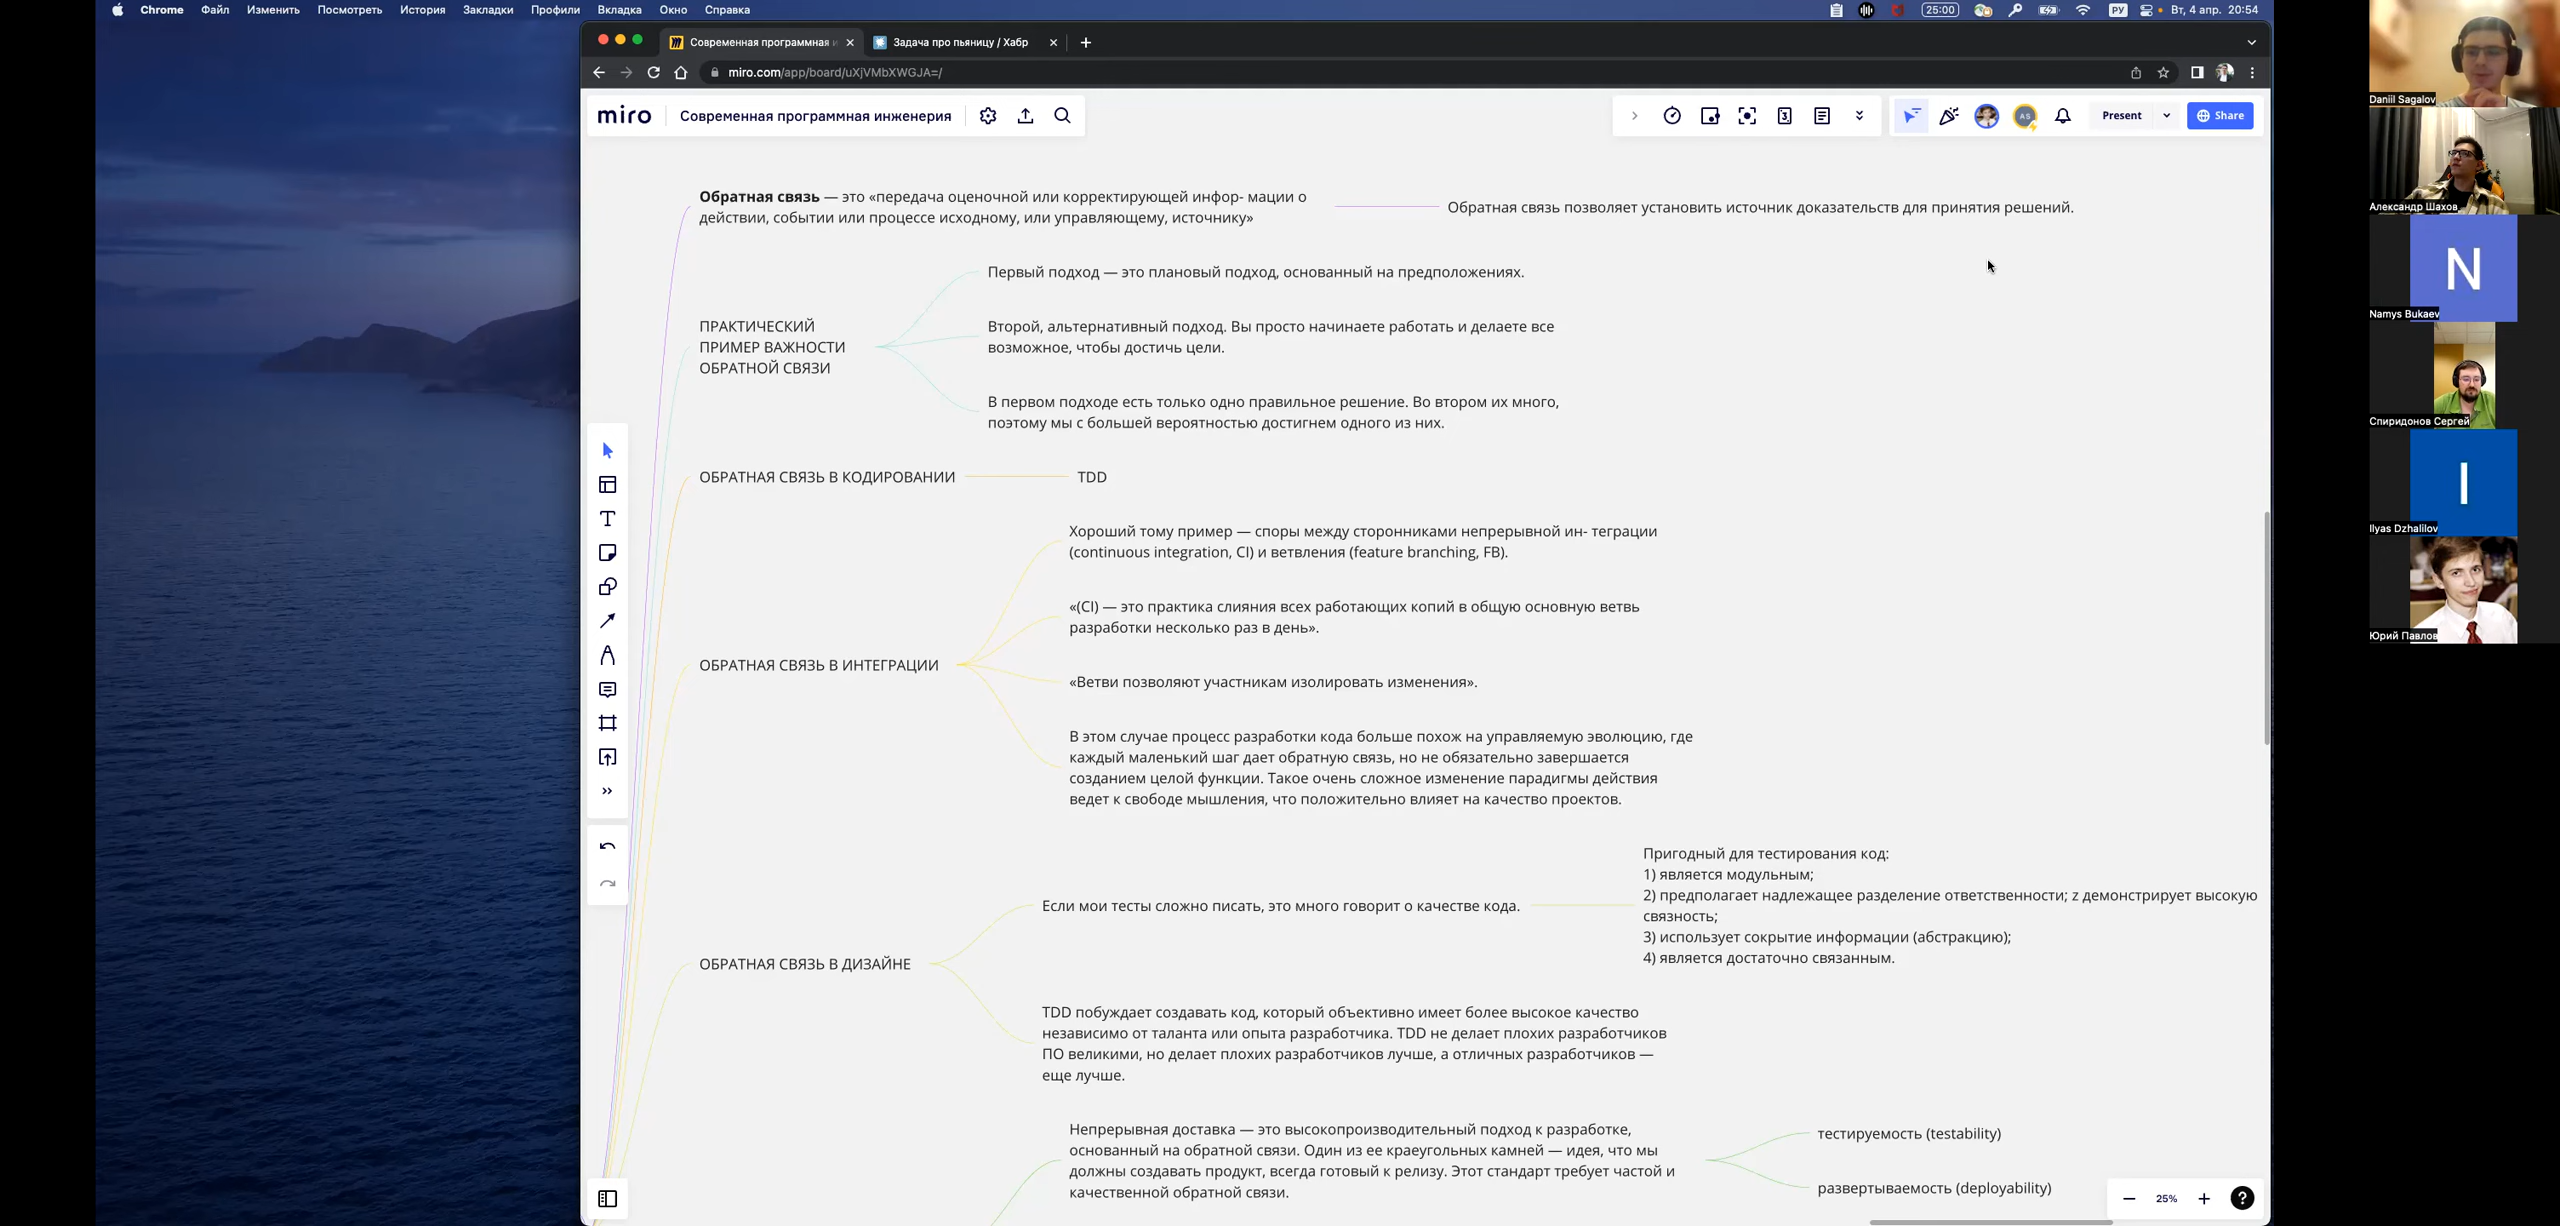 Chrome Файл Изменить Посмотреть История Закладки Профили Вкладка Окно Справка
25:00 РУ Вт, 4 апр. 20:54
Современная программная и
Задача про пьяницу / Хабр
miro.com/app/board/uXjVMbXWGJA=/
miro Современная программная инженерия
3 AS Present Share
Обратная связь — это «передача оценочной или корректирующей инфор- мации о
действии, событии или процессе исходному, или управляющему, источнику»
Обратная связь позволяет установить источник доказательств для принятия решений.
ПРАКТИЧЕСКИЙ
ПРИМЕР ВАЖНОСТИ
ОБРАТНОЙ СВЯЗИ
Первый подход — это плановый подход, основанный на предположениях.
Второй, альтернативный подход. Вы просто начинаете работать и делаете все
возможное, чтобы достичь цели.
В первом подходе есть только одно правильное решение. Во втором их много,
поэтому мы с большей вероятностью достигнем одного из них.
ОБРАТНАЯ СВЯЗЬ В КОДИРОВАНИИ
TDD
ОБРАТНАЯ СВЯЗЬ В ИНТЕГРАЦИИ
Хороший тому пример — споры между сторонниками непрерывной ин- теграции
(continuous integration, CI) и ветвления (feature branching, FB).
«(CI) — это практика слияния всех работающих копий в общую основную ветвь
разработки несколько раз в день».
«Ветви позволяют участникам изолировать изменения».
В этом случае процесс разработки кода больше похож на управляемую эволюцию, где
каждый маленький шаг дает обратную связь, но не обязательно завершается
созданием целой функции. Такое очень сложное изменение парадигмы действия
ведет к свободе мышления, что положительно влияет на качество проектов.
ОБРАТНАЯ СВЯЗЬ В ДИЗАЙНЕ
Если мои тесты сложно писать, это много говорит о качестве кода.
Пригодный для тестирования код:
1) является модульным;
2) предполагает надлежащее разделение ответственности; z демонстрирует высокую
связность;
3) использует сокрытие информации (абстракцию);
4) является достаточно связанным.
TDD побуждает создавать код, который объективно имеет более высокое качество
независимо от таланта или опыта разработчика. TDD не делает плохих разработчиков
ПО великими, но делает плохих разработчиков лучше, а отличных разработчиков —
еще лучше.
Непрерывная доставка — это высокопроизводительный подход к разработке,
основанный на обратной связи. Один из ее краеугольных камней — идея, что мы
должны создавать продукт, всегда готовый к релизу. Этот стандарт требует частой и
качественной обратной связи.
тестируемость (testability)
развертываемость (deployability)
25%
Daniil Sagalov
Александр Шахов
N
Namys Bukaev
Спиридонов Сергей
I
Ilyas Dzhalilov
Юрий Павлов